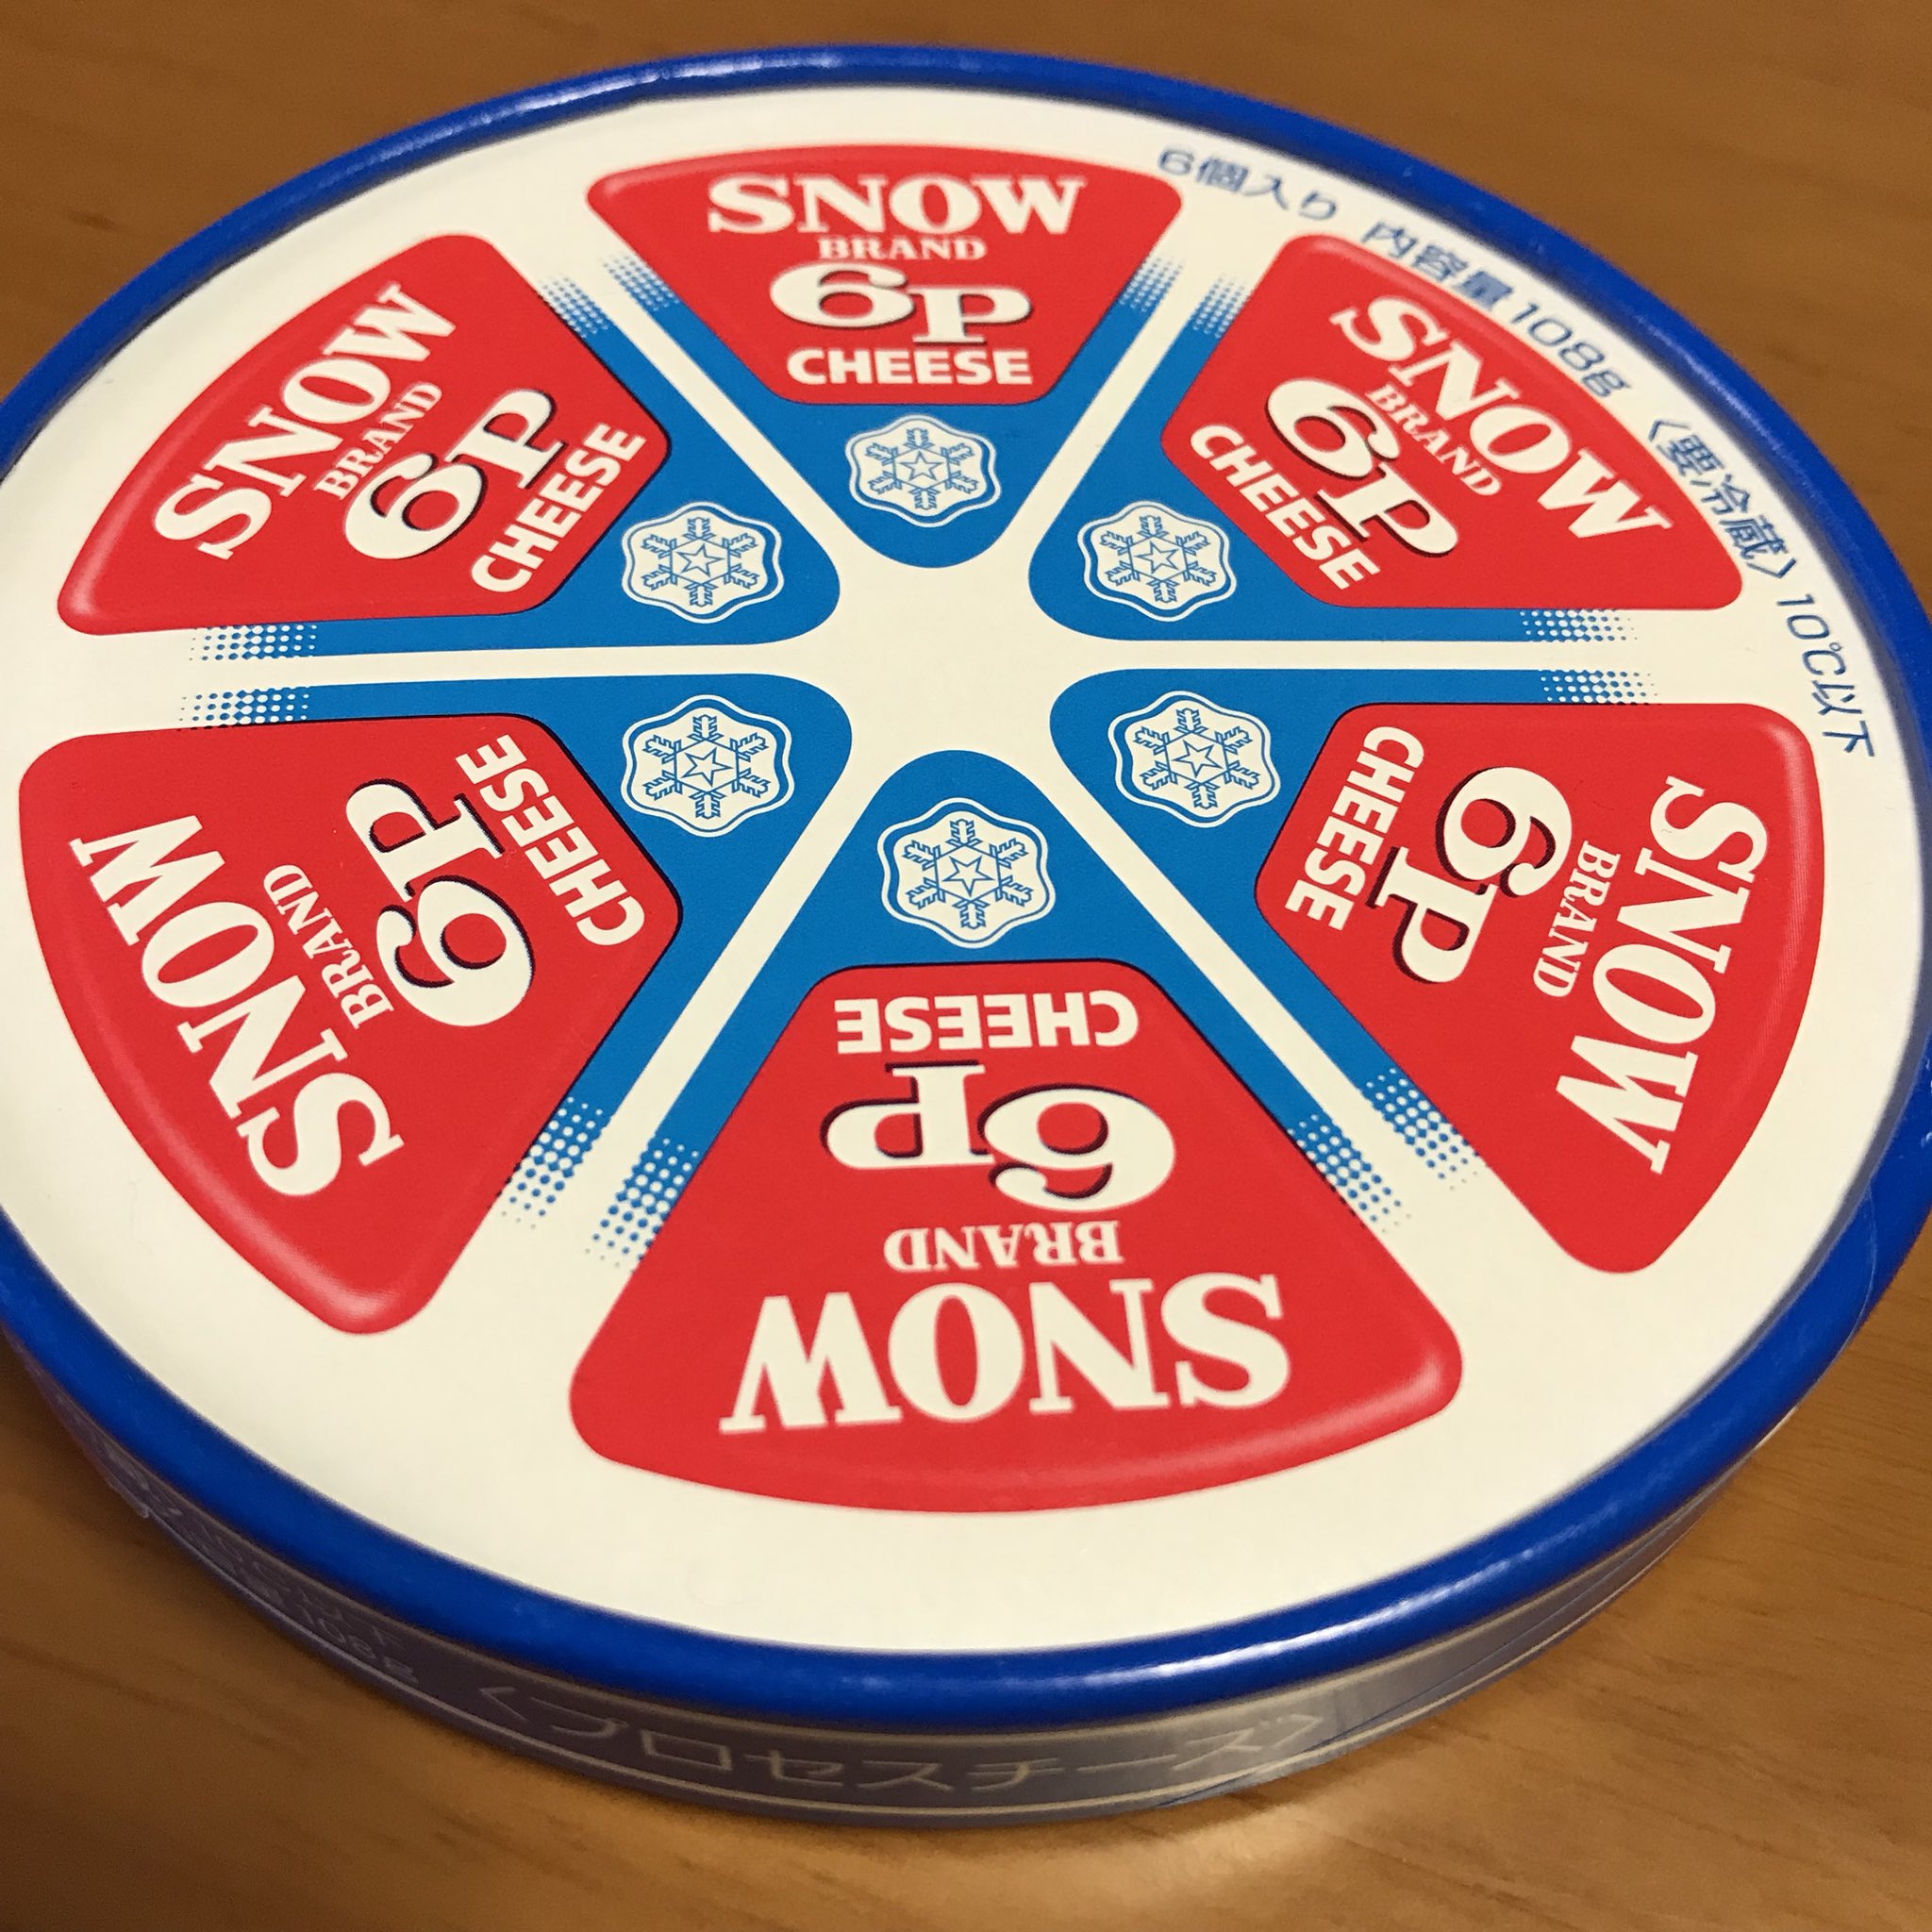 SNOW
BRAND
6P
CHEESE
6個入り 内容量108g 〈要冷蔵〉 10℃以下
SNOW
BRAND
6P
CHEESE
SNOW
BRAND
6P
CHEESE
SNOW
BRAND
6P
CHEESE
SNOW
BRAND
6P
CHEESE
SNOW
BRAND
6P
CHEESE
108g
〈プロセスチーズ〉